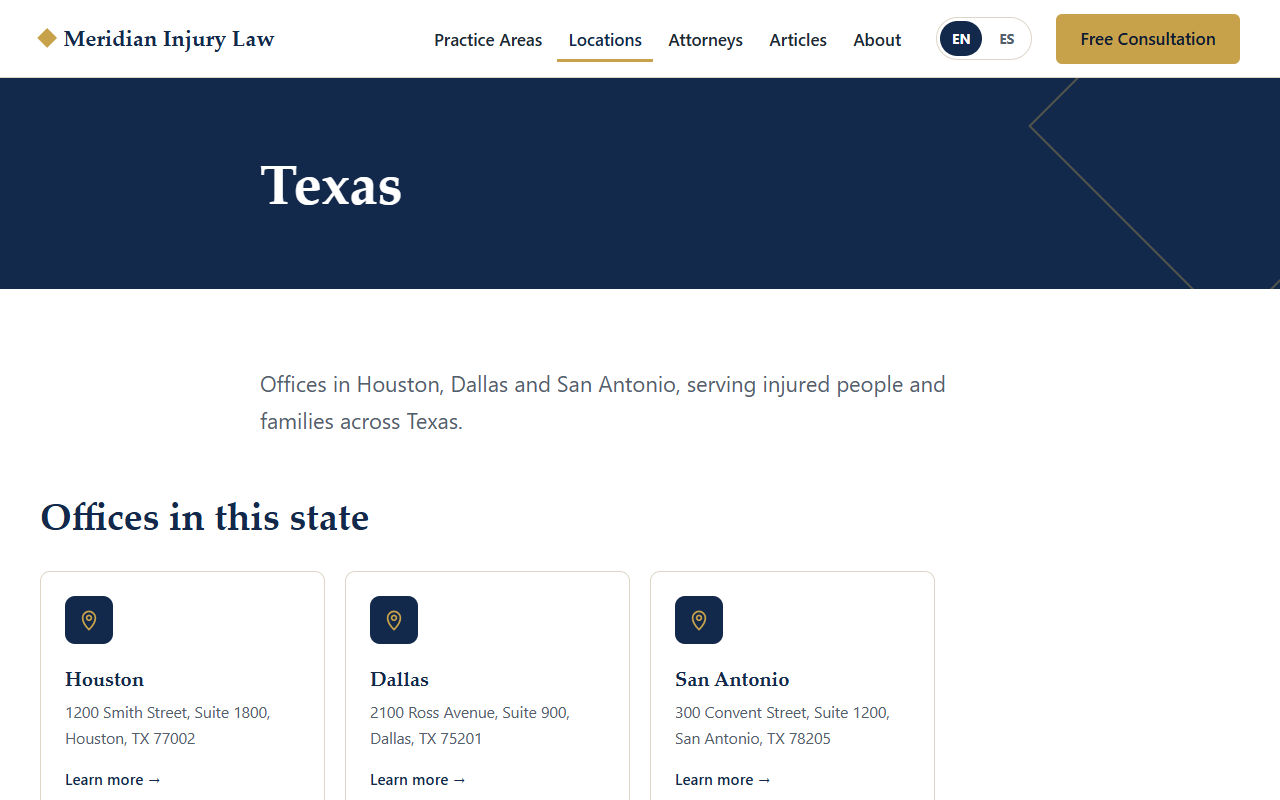 Meridian Injury Law
Practice Areas
Locations
Attorneys
Articles
About
EN
ES
Free Consultation
Texas
Offices in Houston, Dallas and San Antonio, serving injured people and
families across Texas.
Offices in this state
Houston
1200 Smith Street, Suite 1800,
Houston, TX 77002
Learn more →
Dallas
2100 Ross Avenue, Suite 900,
Dallas, TX 75201
Learn more →
San Antonio
300 Convent Street, Suite 1200,
San Antonio, TX 78205
Learn more →